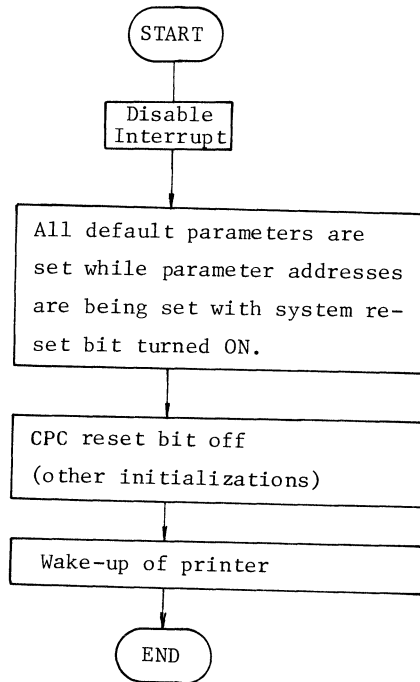 START
Disable
Interrupt
All default parameters are
set while parameter addresses
are being set with system re-
set bit turned ON.
CPC reset bit off
(other initializations)
Wake-up of printer
END